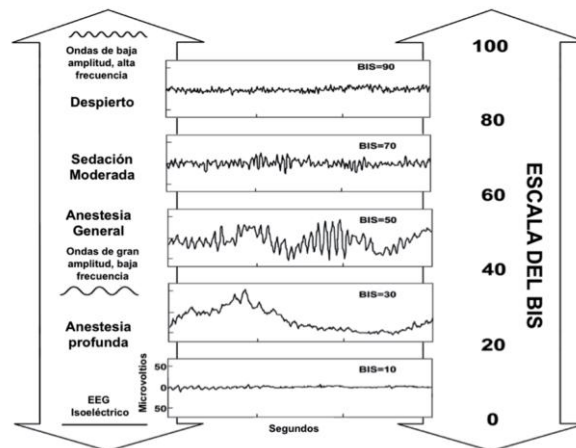 Ondas de baja
amplitud, alta
frecuencia
Despierto
Sedación
Moderada
Anestesia
General
Ondas de gran
amplitud, baja
frecuencia
Anestesia
profunda
EEG
Isoeléctrico
BIS=90
BIS=70
BIS=50
BIS=30
BIS=10
Microvoltios
50
0
50
Segundos
100
80
60
40
20
0
ESCALA DEL BIS